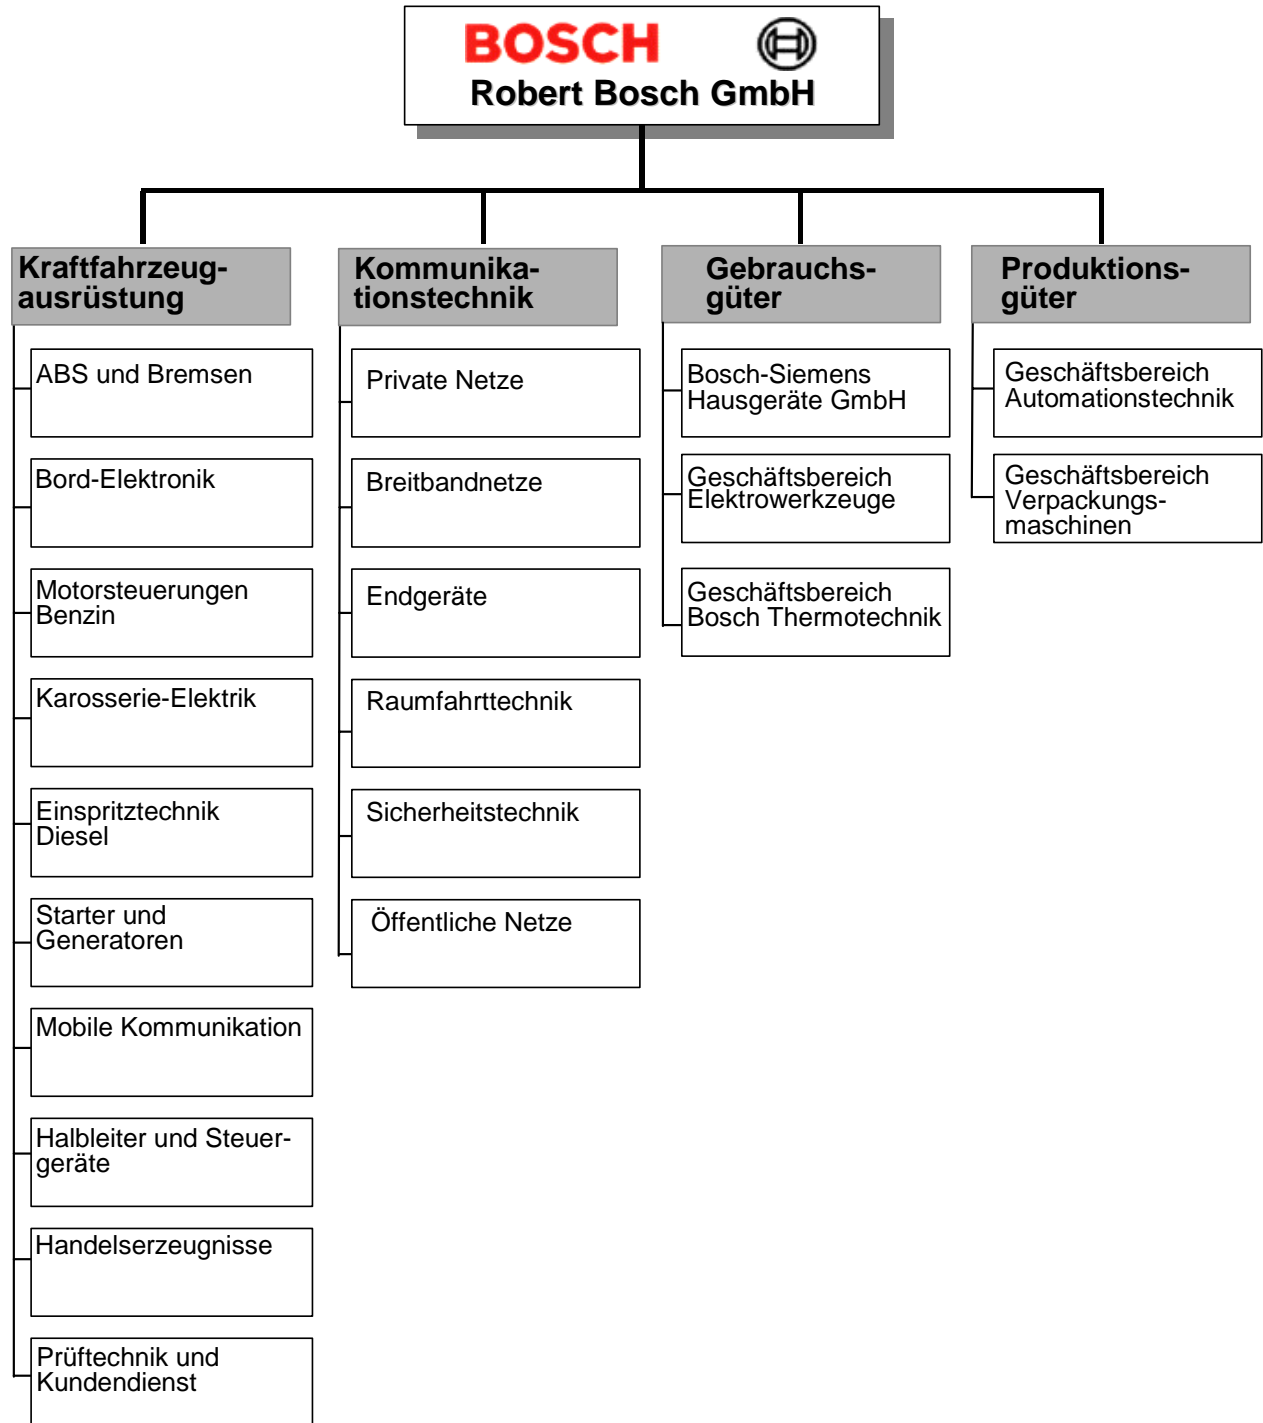 BOSCH
Robert Bosch GmbH
Kraftfahrzeug-
ausrüstung
ABS und Bremsen
Bord-Elektronik
Motorsteuerungen
Benzin
Karosserie-Elektrik
Einspritztechnik
Diesel
Starter und
Generatoren
Mobile Kommunikation
Halbleiter und Steuer-
geräte
Handelserzeugnisse
Prüftechnik und
Kundendienst
Kommunika-
tionstechnik
Private Netze
Breitbandnetze
Endgeräte
Raumfahrttechnik
Sicherheitstechnik
Öffentliche Netze
Gebrauchs-
güter
Bosch-Siemens
Hausgeräte GmbH
Geschäftsbereich
Elektrowerkzeuge
Geschäftsbereich
Bosch Thermotechnik
Produktions-
güter
Geschäftsbereich
Automationstechnik
Geschäftsbereich
Verpackungs-
maschinen